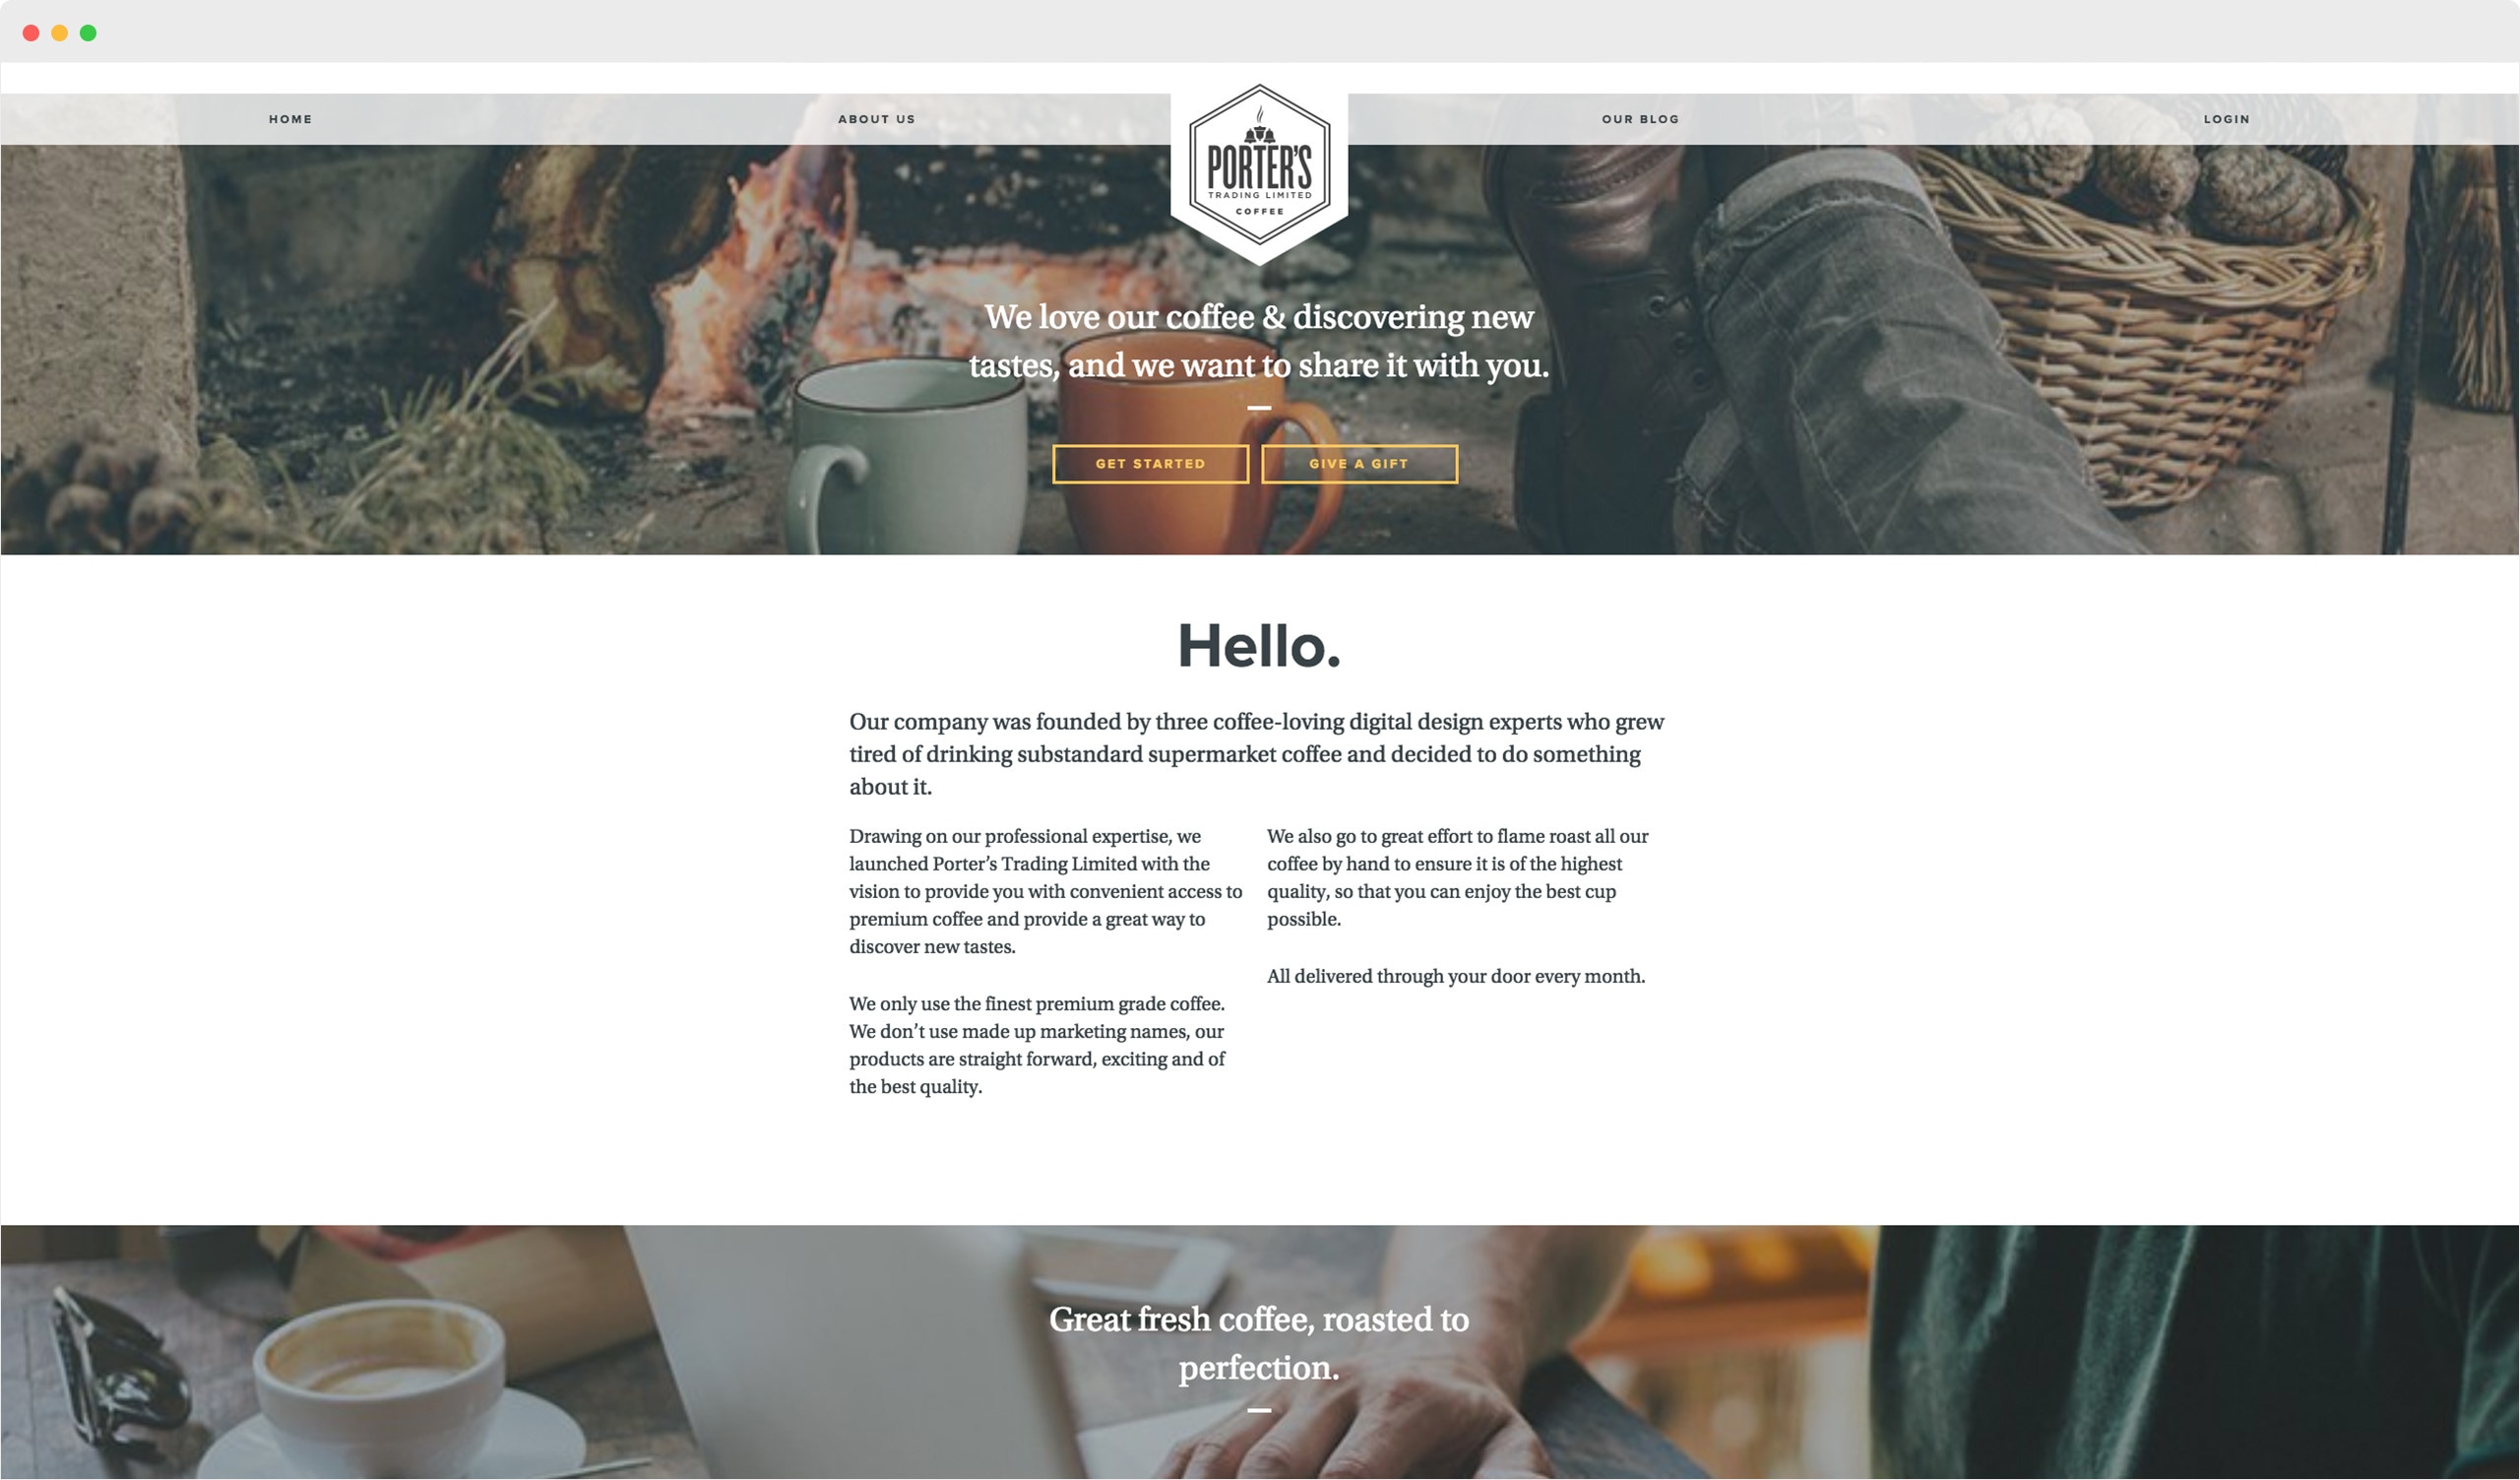 HOME
ABOUT US
PORTER'S
TRADING LIMITED
COFFEE
OUR BLOG
LOGIN
We love our coffee & discovering new
tastes, and we want to share it with you.
GET STARTED
GIVE A GIFT
Hello.
Our company was founded by three coffee-loving digital design experts who grew
tired of drinking substandard supermarket coffee and decided to do something
about it.
Drawing on our professional expertise, we
launched Porter’s Trading Limited with the
vision to provide you with convenient access to
premium coffee and provide a great way to
discover new tastes.
We only use the finest premium grade coffee.
We don’t use made up marketing names, our
products are straight forward, exciting and of
the best quality.
We also go to great effort to flame roast all our
coffee by hand to ensure it is of the highest
quality, so that you can enjoy the best cup
possible.
All delivered through your door every month.
Great fresh coffee, roasted to
perfection.